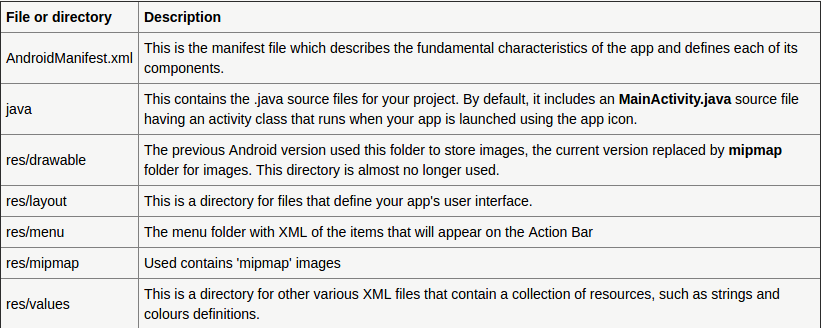 File or directory Description
AndroidManifest.xml This is the manifest file which describes the fundamental characteristics of the app and defines each of its
components.
java This contains the .java source files for your project. By default, it includes an MainActivity.java source file
having an activity class that runs when your app is launched using the app icon.
res/drawable The previous Android version used this folder to store images, the current version replaced by mipmap
folder for images. This directory is almost no longer used.
res/layout This is a directory for files that define your app's user interface.
res/menu The menu folder with XML of the items that will appear on the Action Bar
res/mipmap Used contains 'mipmap' images
res/values This is a directory for other various XML files that contain a collection of resources, such as strings and
colours definitions.